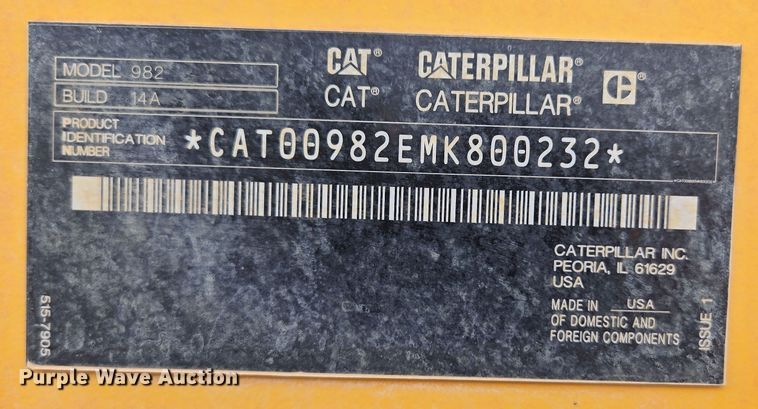 CAT® CATERPILLAR®
CAT® CATERPILLAR®
MODEL 982
BUILD 14A
PRODUCT
IDENTIFICATION
NUMBER
*CAT00982EMK800232*
CATERPILLAR INC.
PEORIA, IL 61629
USA
MADE IN USA
OF DOMESTIC AND
FOREIGN COMPONENTS
515-7905
ISSUE 1
Purple Wave Auction